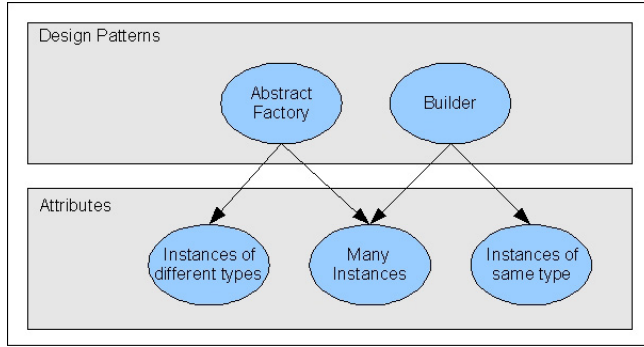 Design Patterns
Abstract
Factory
Builder
Attributes
Instances of
different types
Many
Instances
Instances of
same type